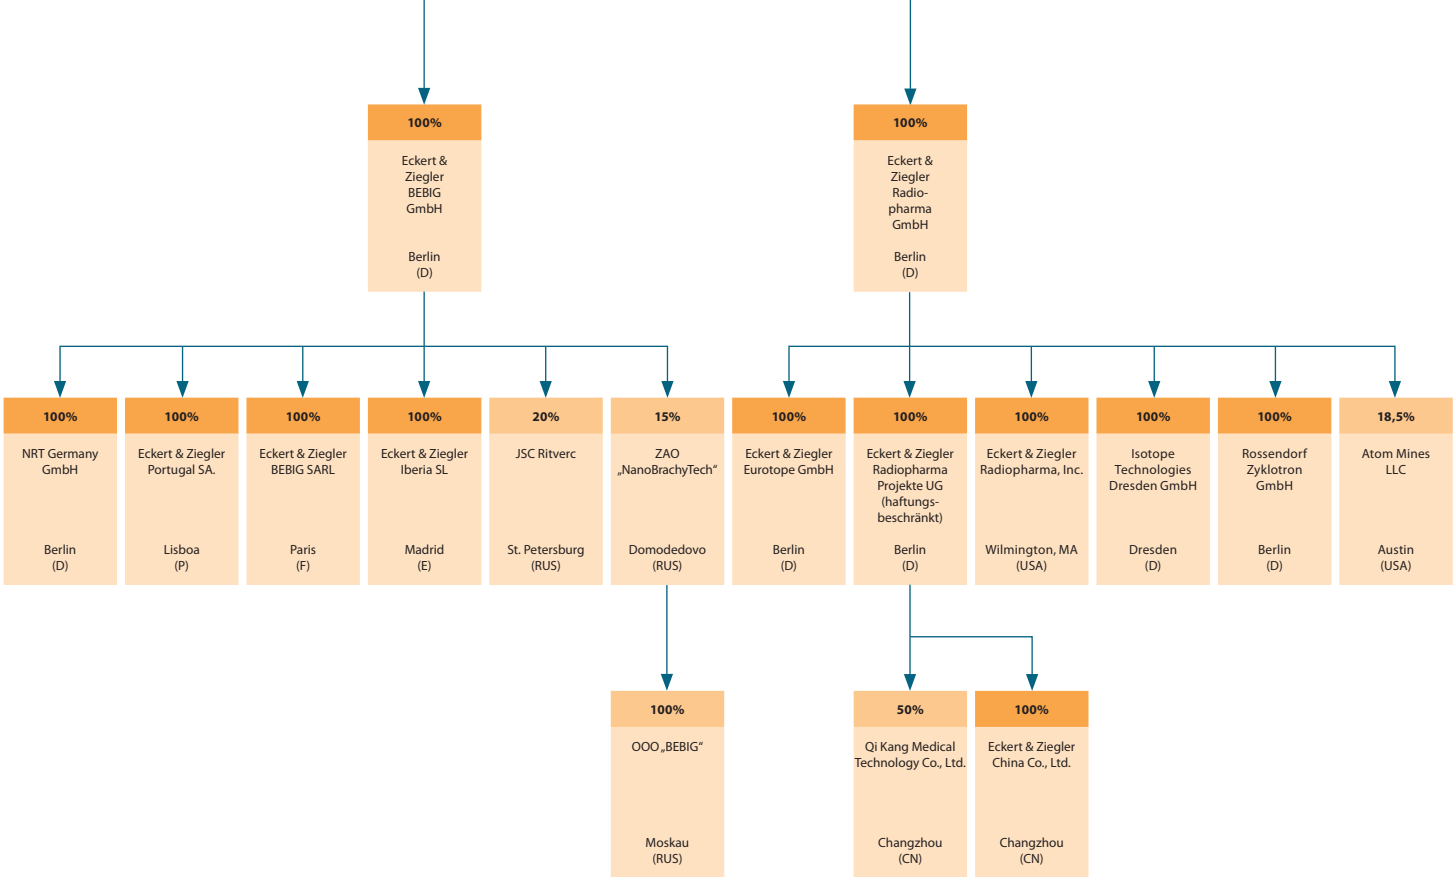 100%
Eckert &
Ziegler
BEBIG
GmbH
Berlin
(D)
100%
Eckert &
Ziegler
Radio-
pharma
GmbH
Berlin
(D)
100%
NRT Germany
GmbH
Berlin
(D)
100%
Eckert & Ziegler
Portugal SA.
Lisboa
(P)
100%
Eckert & Ziegler
BEBIG SARL
Paris
(F)
100%
Eckert & Ziegler
Iberia SL
Madrid
(E)
20%
JSC Ritverc
St. Petersburg
(RUS)
15%
ZAO
„NanoBrachyTech“
Domodedovo
(RUS)
100%
Eckert & Ziegler
Eurotope GmbH
Berlin
(D)
100%
Eckert & Ziegler
Radiopharma
Projekte UG
(haftungs-
beschränkt)
Berlin
(D)
100%
Eckert & Ziegler
Radiopharma, Inc.
Wilmington, MA
(USA)
100%
Isotope
Technologies
Dresden GmbH
Dresden
(D)
100%
Rossendorf
Zyklotron
GmbH
Berlin
(D)
18,5%
Atom Mines
LLC
Austin
(USA)
100%
OOO „BEBIG“
Moskau
(RUS)
50%
Qi Kang Medical
Technology Co., Ltd.
Changzhou
(CN)
100%
Eckert & Ziegler
China Co., Ltd.
Changzhou
(CN)